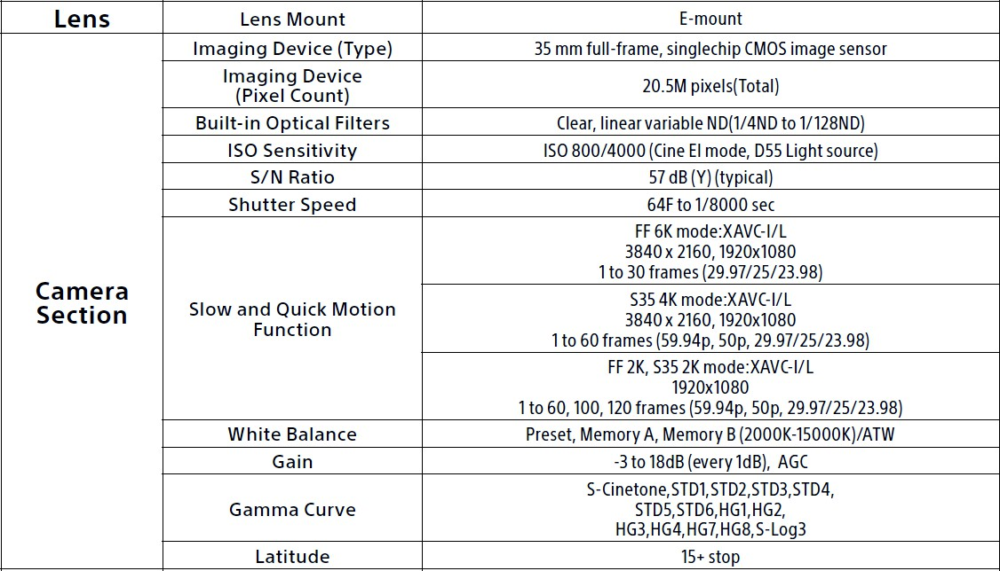 Lens
Lens Mount
E-mount
Camera
Section
Imaging Device (Type)
35 mm full-frame, singlechip CMOS image sensor
Imaging Device
(Pixel Count)
20.5M pixels(Total)
Built-in Optical Filters
Clear, linear variable ND(1/4ND to 1/128ND)
ISO Sensitivity
ISO 800/4000 (Cine EI mode, D55 Light source)
S/N Ratio
57 dB (Y) (typical)
Shutter Speed
64F to 1/8000 sec
Slow and Quick Motion
Function
FF 6K mode:XAVC-I/L
3840 x 2160, 1920x1080
1 to 30 frames (29.97/25/23.98)
S35 4K mode:XAVC-I/L
3840 x 2160, 1920x1080
1 to 60 frames (59.94p, 50p, 29.97/25/23.98)
FF 2K, S35 2K mode:XAVC-I/L
1920x1080
1 to 60, 100, 120 frames (59.94p, 50p, 29.97/25/23.98)
White Balance
Preset, Memory A, Memory B (2000K-15000K)/ATW
Gain
-3 to 18dB (every 1dB), AGC
Gamma Curve
S-Cinetone,STD1,STD2,STD3,STD4,
STD5,STD6,HG1,HG2,
HG3,HG4,HG7,HG8,S-Log3
Latitude
15+ stop